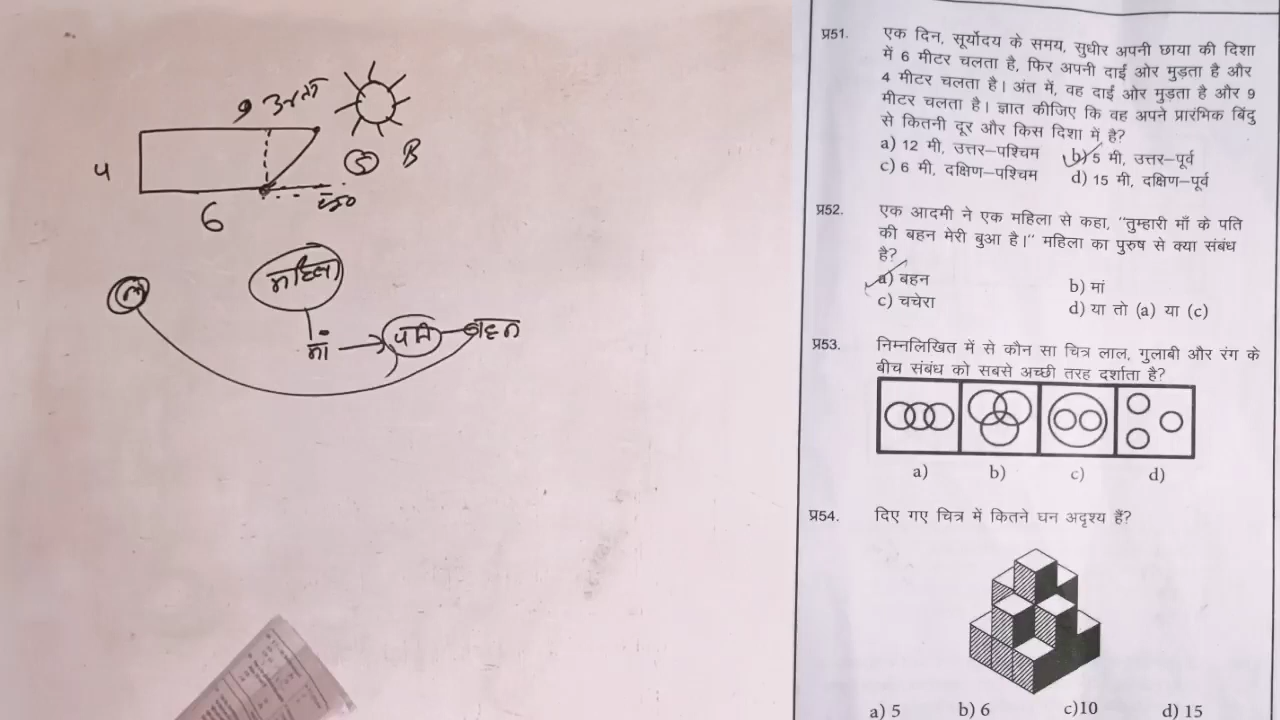 9 उत्तर
4
5
B
6
महिला
माँ
पति
बहन
प्र51. एक दिन, सूर्योदय के समय, सुधीर अपनी छाया की दिशा
में 6 मीटर चलता है, फिर अपनी दाईं ओर मुड़ता है और
4 मीटर चलता है। अंत में, वह दाईं ओर मुड़ता है और 9
मीटर चलता है। ज्ञात कीजिए कि वह अपने प्रारंभिक बिंदु
से कितनी दूर और किस दिशा में है?
a) 12 मी, उत्तर–पश्चिम b) 5 मी, उत्तर–पूर्व
c) 6 मी, दक्षिण–पश्चिम d) 15 मी, दक्षिण–पूर्व
प्र52. एक आदमी ने एक महिला से कहा, "तुम्हारी माँ के पति
की बहन मेरी बुआ है।" महिला का पुरुष से क्या संबंध
है?
a) बहन b) मां
c) चचेरा d) या तो (a) या (c)
प्र53. निम्नलिखित में से कौन सा चित्र लाल, गुलाबी और रंग के
बीच संबंध को सबसे अच्छी तरह दर्शाता है?
a) b) c) d)
प्र54. दिए गए चित्र में कितने घन अदृश्य हैं?
a) 5 b) 6 c)10 d) 15